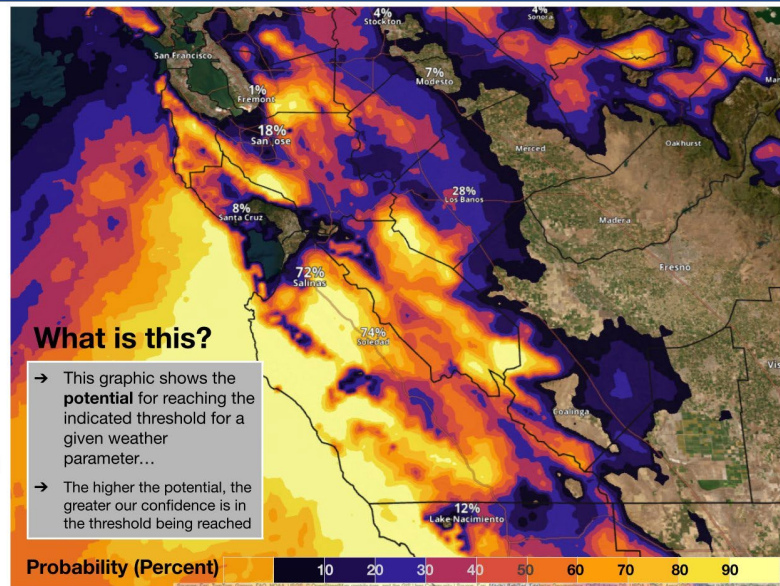 4%
Stockton
4%
Sonora
San Francisco
7%
Modesto
1%
Fremont
18%
San Jose
Merced
Oakhurst
28%
Los Banos
8%
Santa Cruz
Madera
Fresno
72%
Salinas
74%
Soledad
What is this?
→ This graphic shows the
potential for reaching the
indicated threshold for a
given weather
parameter…
→ The higher the potential, the
greater our confidence is in
the threshold being reached
Coalinga
12%
Lake Nacimiento
Probability (Percent)
10 20 30 40 50 60 70 80 90